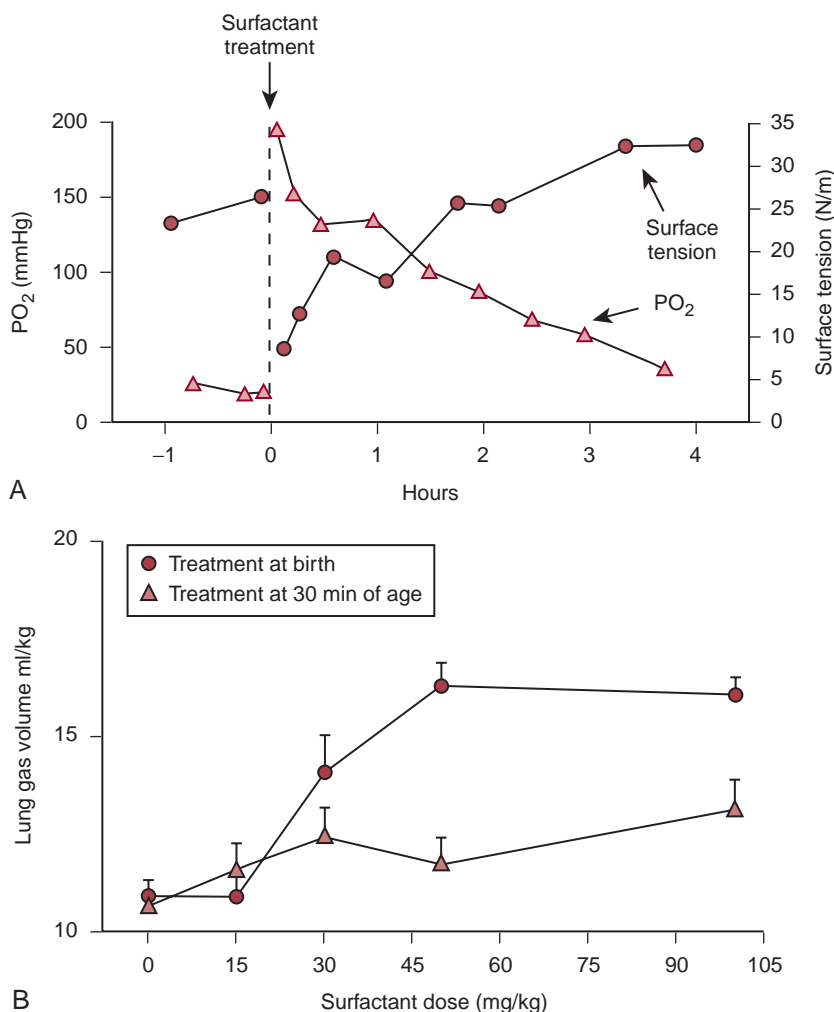 Surfactant
treatment
200
150
100
50
0
PO2 (mmHg)
35
30
25
20
15
10
5
0
Surface tension (N/m)
Surface
tension
PO2
–1 0 1 2 3 4
Hours
A
20
15
10
Lung gas volume ml/kg
Treatment at birth
Treatment at 30 min of age
0 15 30 45 60 75 90 105
Surfactant dose (mg/kg)
B